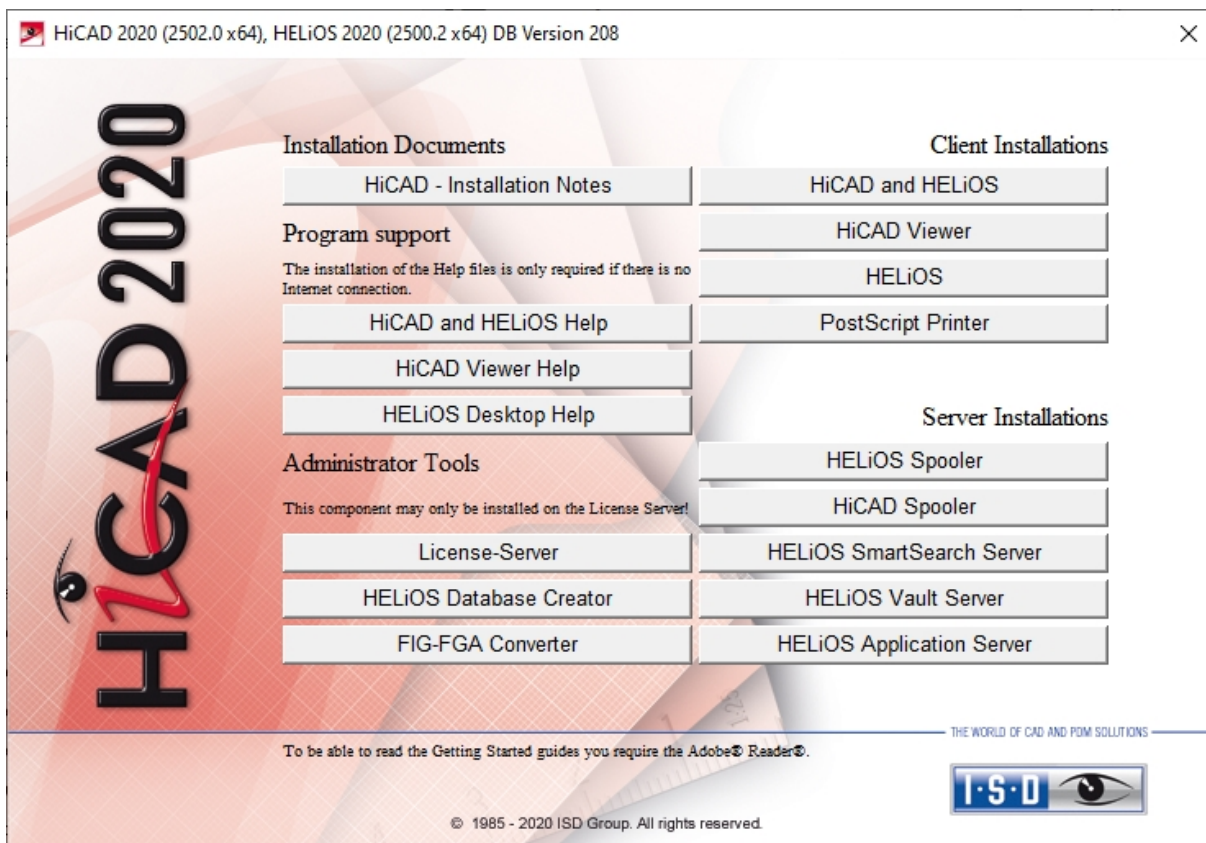 HiCAD 2020 (2502.0 x64), HELiOS 2020 (2500.2 x64) DB Version 208
HiCAD 2020
Installation Documents
HiCAD - Installation Notes
Program support
The installation of the Help files is only required if there is no
Internet connection.
HiCAD and HELiOS Help
HiCAD Viewer Help
HELiOS Desktop Help
Administrator Tools
This component may only be installed on the License Server!
License-Server
HELiOS Database Creator
FIG-FGA Converter
Client Installations
HiCAD and HELiOS
HiCAD Viewer
HELiOS
PostScript Printer
Server Installations
HELiOS Spooler
HiCAD Spooler
HELiOS SmartSearch Server
HELiOS Vault Server
HELiOS Application Server
THE WORLD OF CAD AND PDM SOLUTIONS
To be able to read the Getting Started guides you require the Adobe® Reader®.
I·S·D
© 1985 - 2020 ISD Group. All rights reserved.